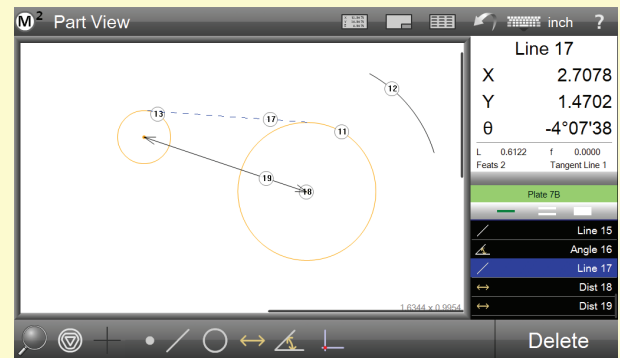 M² Part View inch ?
Line 17
X 2.7078
Y 1.4702
θ -4°07'38
L 0.6122 f 0.0000
Feats 2 Tangent Line 1
Plate 7B
12
13
17
11
19
18
1.6344 x 0.9954
Line 15
Angle 16
Line 17
Dist 18
Dist 19
Delete